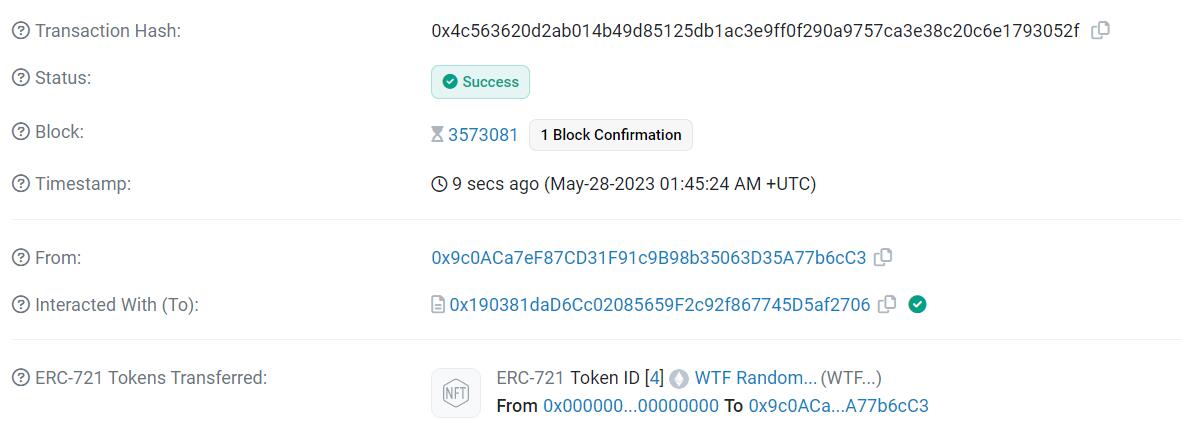 Transaction Hash: 0x4c563620d2ab014b49d85125db1ac3e9ff0f290a9757ca3e38c20c6e1793052f
Status: Success
Block: 3573081 1 Block Confirmation
Timestamp: 9 secs ago (May-28-2023 01:45:24 AM +UTC)
From: 0x9c0ACa7eF87CD31F91c9B98b35063D35A77b6cC3
Interacted With (To): 0x190381daD6Cc02085659F2c92f867745D5af2706
ERC-721 Tokens Transferred: NFT ERC-721 Token ID [4] WTF Random... (WTF...)
From 0x000000...00000000 To 0x9c0ACa...A77b6cC3